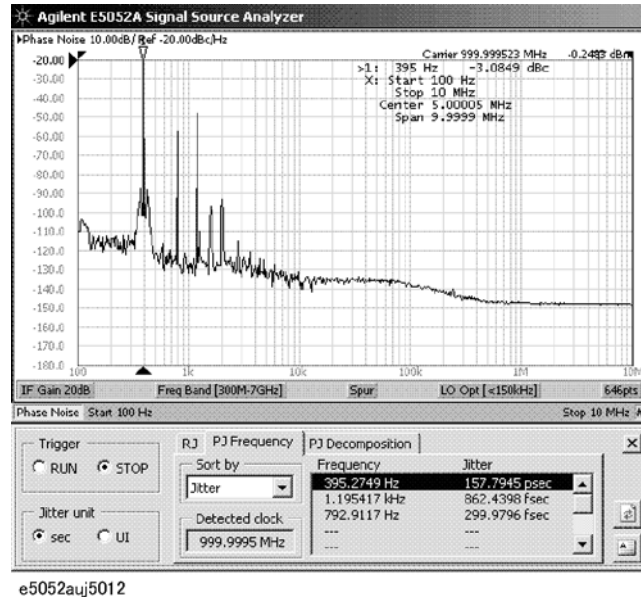 Agilent E5052A Signal Source Analyzer
Phase Noise 10.00dB/ Ref -20.00dBc/Hz
Carrier 999.999523 MHz
>1: 395 Hz -3.0849 dBc
X: Start 100 Hz
Stop 10 MHz
Center 5.00005 MHz
Span 9.9999 MHz
-20.00
-30.00
-40.00
-50.00
-60.00
-70.00
-80.00
-90.00
-100.0
-110.0
-120.0
-130.0
-140.0
-150.0
-160.0
-170.0
-180.0
100 1k 10k 100k 1M 10M
IF Gain 20dB Freq Band [300M-7GHz] Spur LO Opt [<150kHz] 646pts
Phase Noise Start 100 Hz Stop 10 MHz
Trigger
RUN STOP
Jitter unit
sec UI
RJ PJ Frequency PJ Decomposition
Sort by
Jitter
Detected clock
999.9995 MHz
Frequency Jitter
395.2749 Hz 157.7945 psec
1.195417 kHz 862.4398 fsec
792.9117 Hz 299.9796 fsec
--- ---
--- ---
e5052auj5012